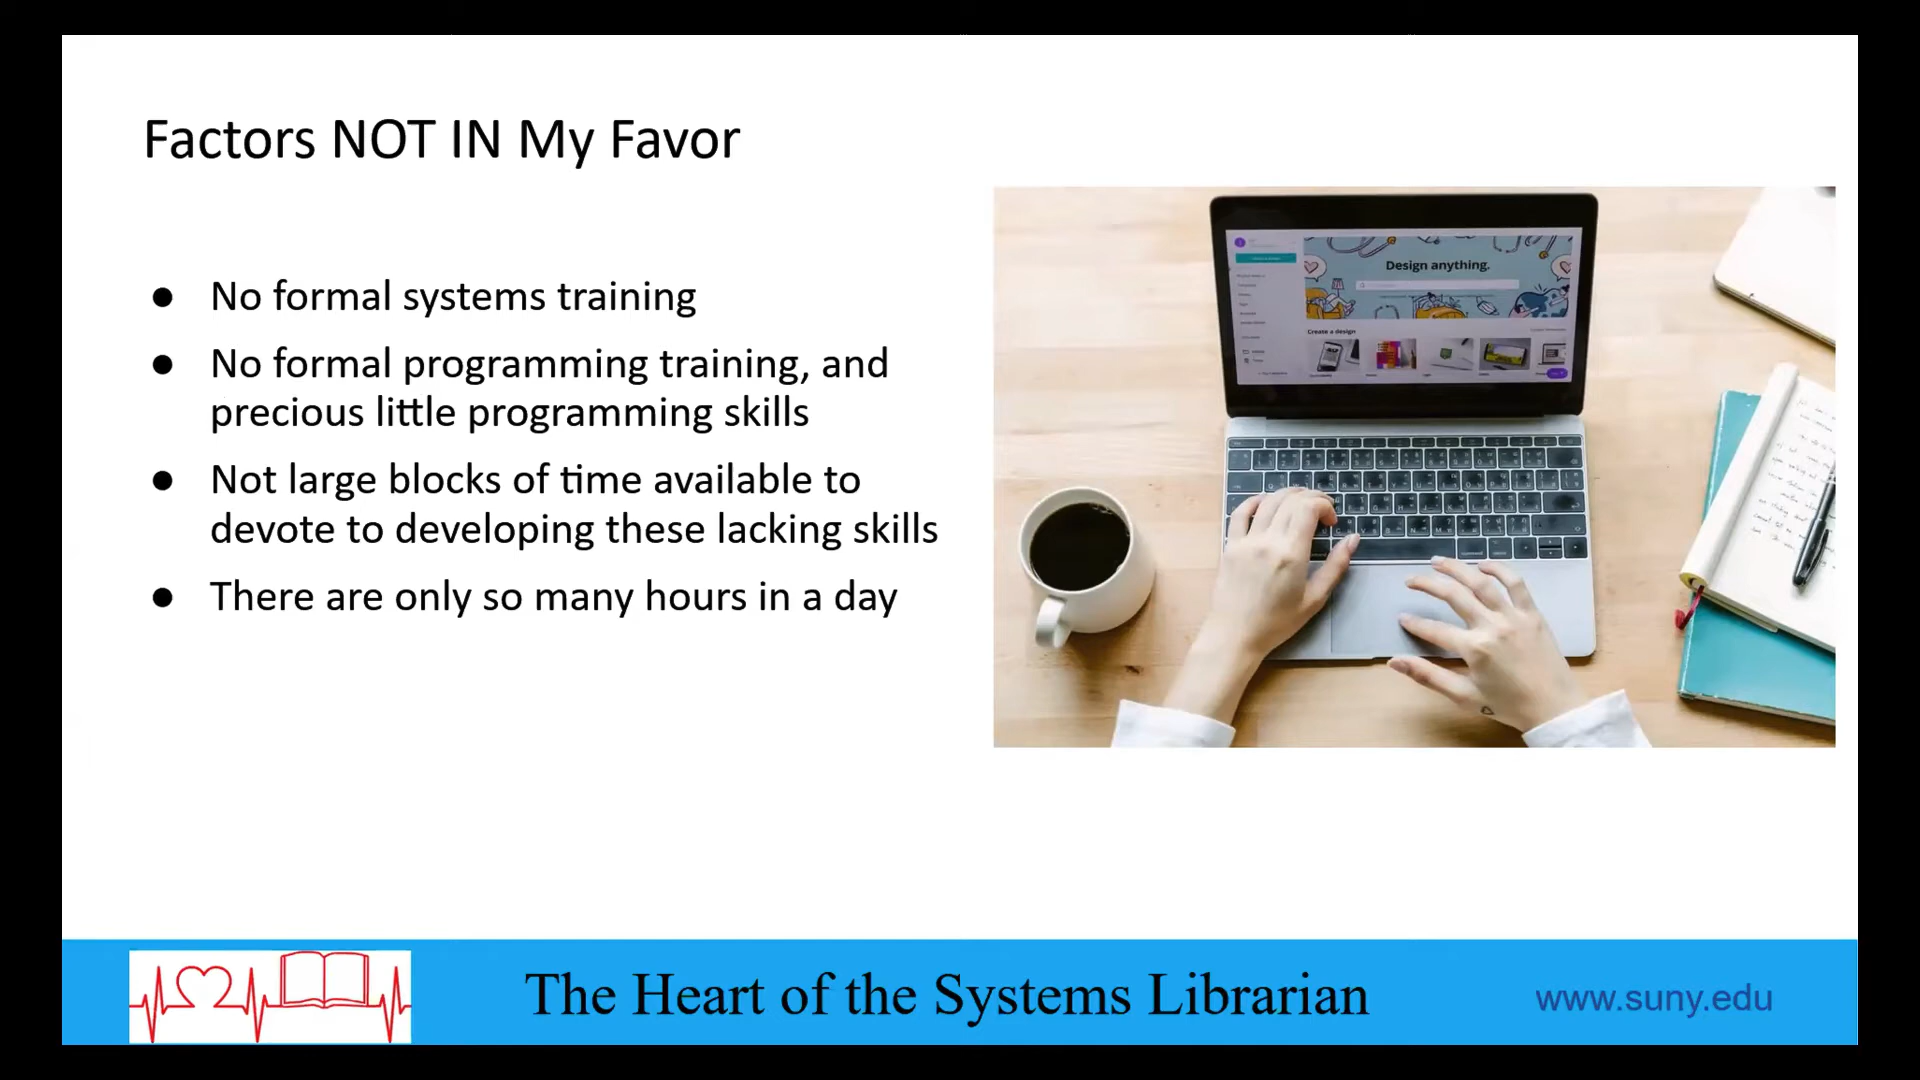 Factors NOT IN My Favor
● No formal systems training
● No formal programming training, and
precious little programming skills
● Not large blocks of time available to
devote to developing these lacking skills
● There are only so many hours in a day
Design anything.
Create a design
The Heart of the Systems Librarian
www.suny.edu